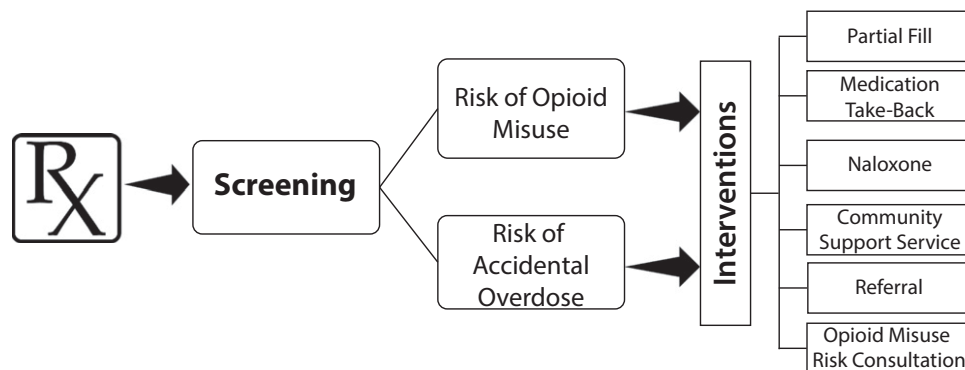 Rx
Screening
Risk of Opioid
Misuse
Risk of
Accidental
Overdose
Interventions
Partial Fill
Medication
Take-Back
Naloxone
Community
Support Service
Referral
Opioid Misuse
Risk Consultation